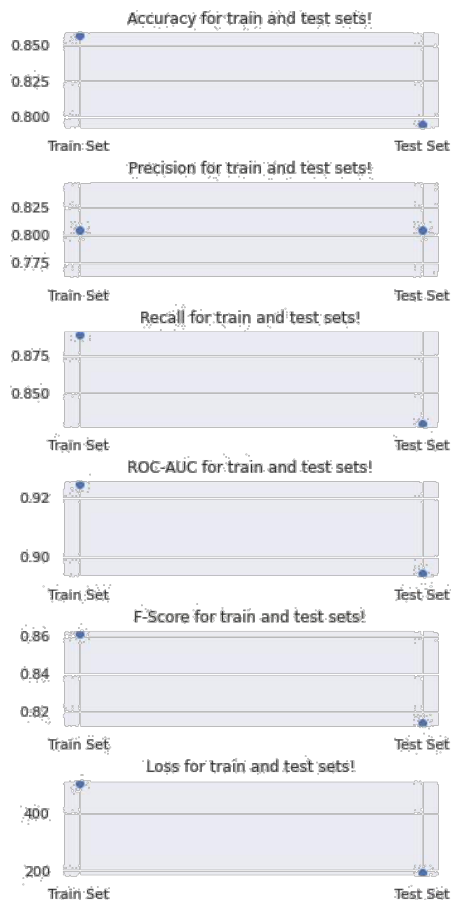 Accuracy for train and test sets!
0.850
0.825
0.800
Train Set Test Set
Precision for train and test sets!
0.825
0.800
0.775
Train Set Test Set
Recall for train and test sets!
0.875
0.850
Train Set Test Set
ROC-AUC for train and test sets!
0.92
0.90
Train Set Test Set
F-Score for train and test sets!
0.86
0.84
0.82
Train Set Test Set
Loss for train and test sets!
400
200
Train Set Test Set